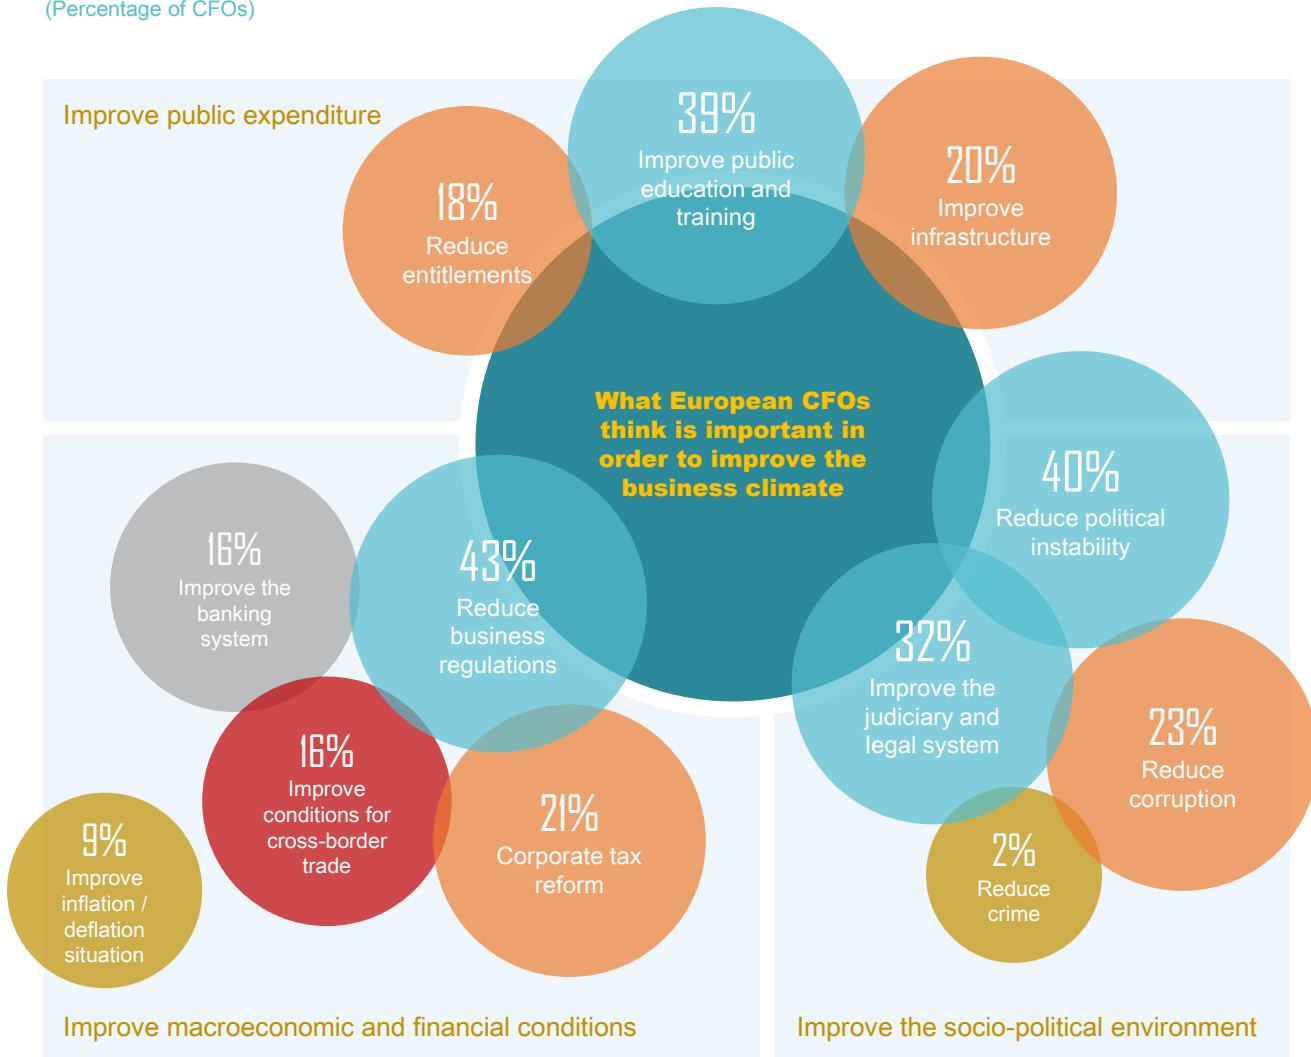 (Percentage of CFOs)
Improve public expenditure
39%
Improve public
education and
training
20%
Improve
infrastructure
18%
Reduce
entitlements
What European CFOs
think is important in
order to improve the
business climate
40%
Reduce political
instability
16%
Improve the
banking
system
43%
Reduce
business
regulations
32%
Improve the
judiciary and
legal system
23%
Reduce
corruption
16%
Improve
conditions for
cross-border
trade
21%
Corporate tax
reform
9%
Improve
inflation /
deflation
situation
2%
Reduce
crime
Improve macroeconomic and financial conditions
Improve the socio-political environment